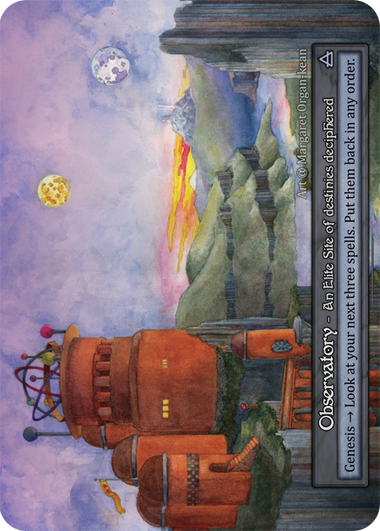 Art @ Margaret Organ-Kean
Observatory - An Elite Site of destinies deciphered
Genesis → Look at your next three spells. Put them back in any order.